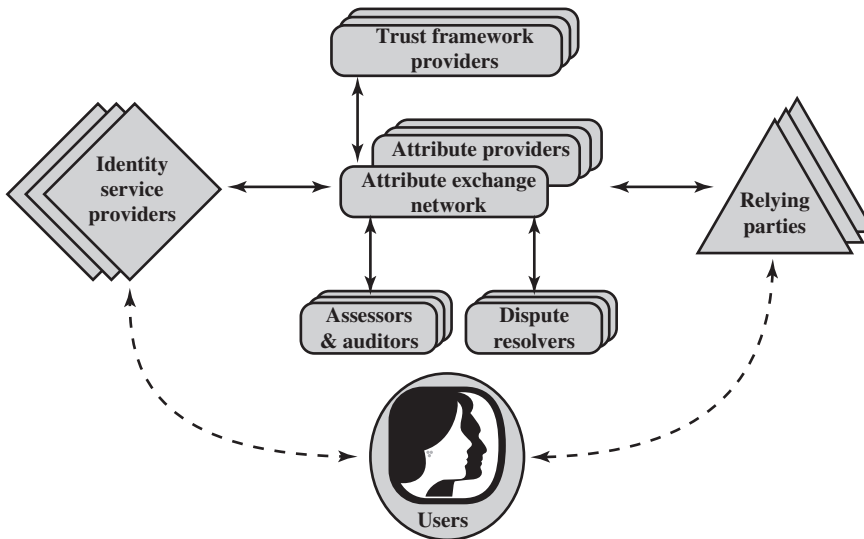 Trust framework
providers
Attribute providers
Attribute exchange
network
Identity
service
providers
Relying
parties
Assessors
& auditors
Dispute
resolvers
Users